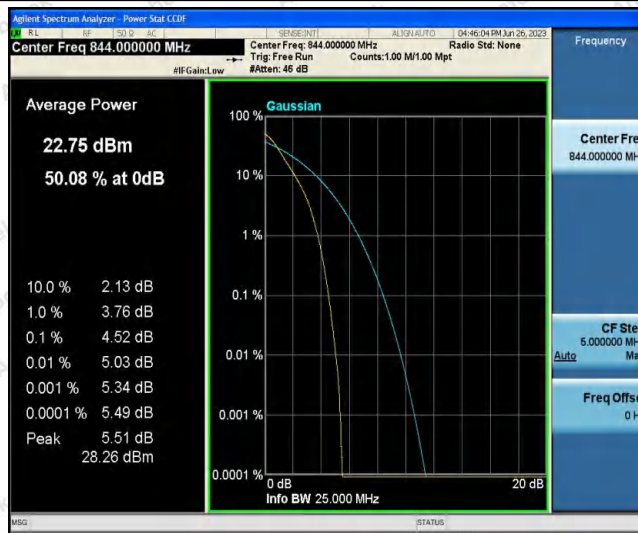 Agilent Spectrum Analyzer - Power Stat CCDF
RL RF 50 Ω AC SENSE:INT ALIGN AUTO 04:46:04 PM Jun 26, 2023
Center Freq 844.000000 MHz
Center Freq: 844.000000 MHz Radio Std: None
Trig: Free Run Counts:1.00 M/1.00 Mpt
#IFGain:Low #Atten: 46 dB
Frequency
Average Power
22.75 dBm
50.08 % at 0dB
10.0 % 2.13 dB
1.0 % 3.76 dB
0.1 % 4.52 dB
0.01 % 5.03 dB
0.001 % 5.34 dB
0.0001 % 5.49 dB
Peak 5.51 dB
28.26 dBm
Gaussian
100 %
10 %
1 %
0.1 %
0.01 %
0.001 %
0.0001 %
0 dB 20 dB
Info BW 25.000 MHz
Center Fre
844.000000 MH
CF Ste
5.000000 MH
Auto Ma
Freq Offse
0 H
MSG STATUS